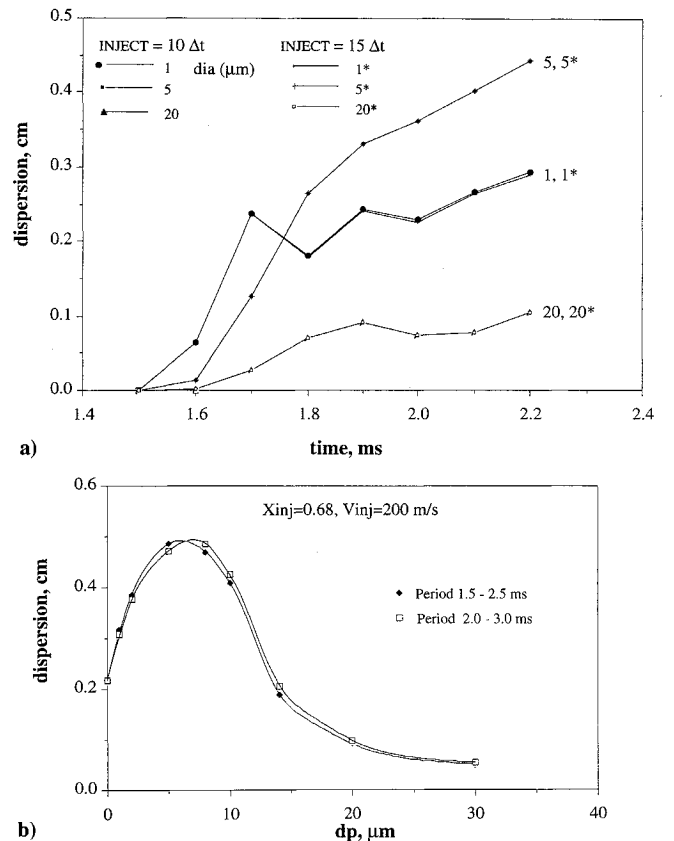 0.5
0.4
0.3
0.2
0.1
0.0
dispersion, cm
INJECT = 10 Δt
1 dia (µm)
5
20
INJECT = 15 Δt
1*
5*
20*
5, 5*
1, 1*
20, 20*
1.4 1.6 1.8 2.0 2.2 2.4
a)
time, ms
0.6
0.4
0.2
0.0
dispersion, cm
Xinj=0.68, Vinj=200 m/s
Period 1.5 - 2.5 ms
Period 2.0 - 3.0 ms
0 10 20 30 40
b)
dp, µm